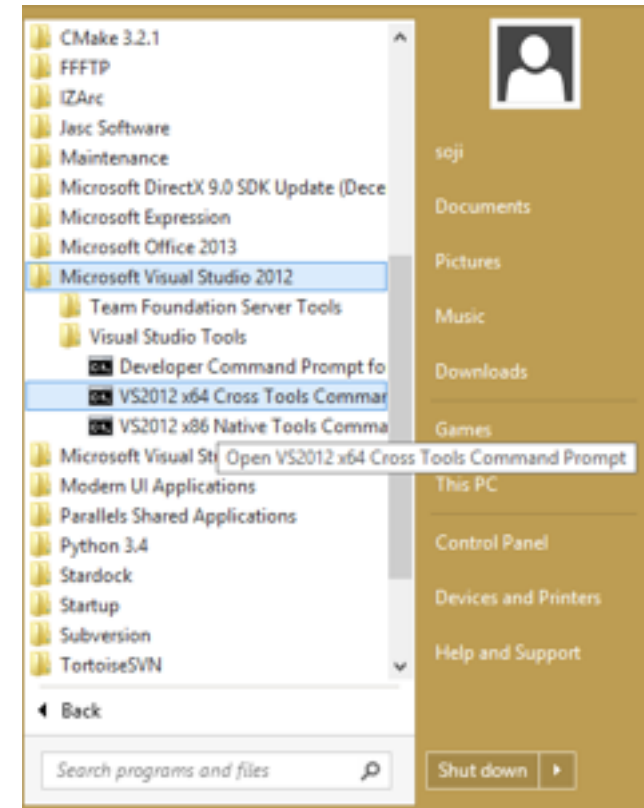 CMake 3.2.1
FFFTP
IZArc
Jasc Software
Maintenance
Microsoft DirectX 9.0 SDK Update (Dece
Microsoft Expression
Microsoft Office 2013
Microsoft Visual Studio 2012
Team Foundation Server Tools
Visual Studio Tools
Developer Command Prompt fo
VS2012 x64 Cross Tools Commar
VS2012 x86 Native Tools Comma
Microsoft Visual St
Open VS2012 x64 Cross Tools Command Prompt
Modern UI Applications
Parallels Shared Applications
Python 3.4
Stardock
Startup
Subversion
TortoiseSVN
Back
Search programs and files
soji
Documents
Pictures
Music
Downloads
Games
This PC
Control Panel
Devices and Printers
Help and Support
Shut down